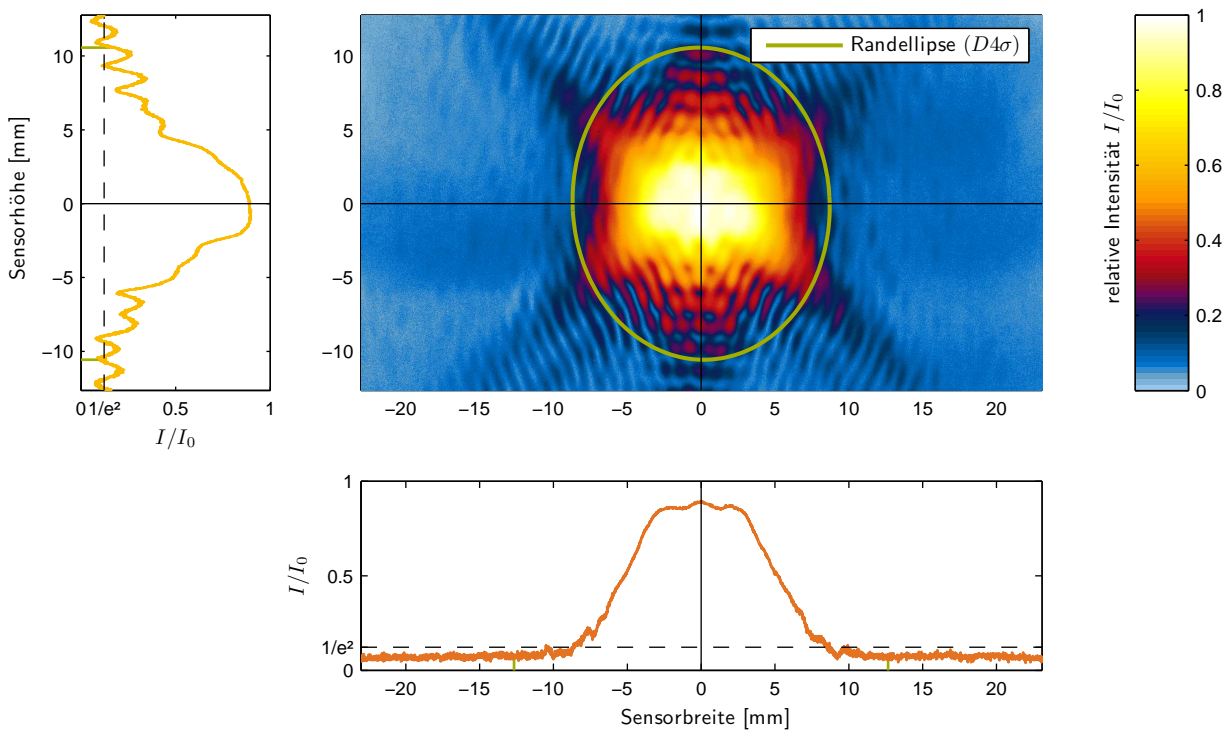 10
5
0
−5
−10
Sensorhöhe [mm]
0 1/e² 0.5 1
I/I₀
Randellipse (D4σ)
10
5
0
−5
−10
−20 −15 −10 −5 0 5 10 15 20
1
0.8
0.6
0.4
0.2
0
relative Intensität I/I₀
1
0.5
1/e²
0
I/I₀
−20 −15 −10 −5 0 5 10 15 20
Sensorbreite [mm]